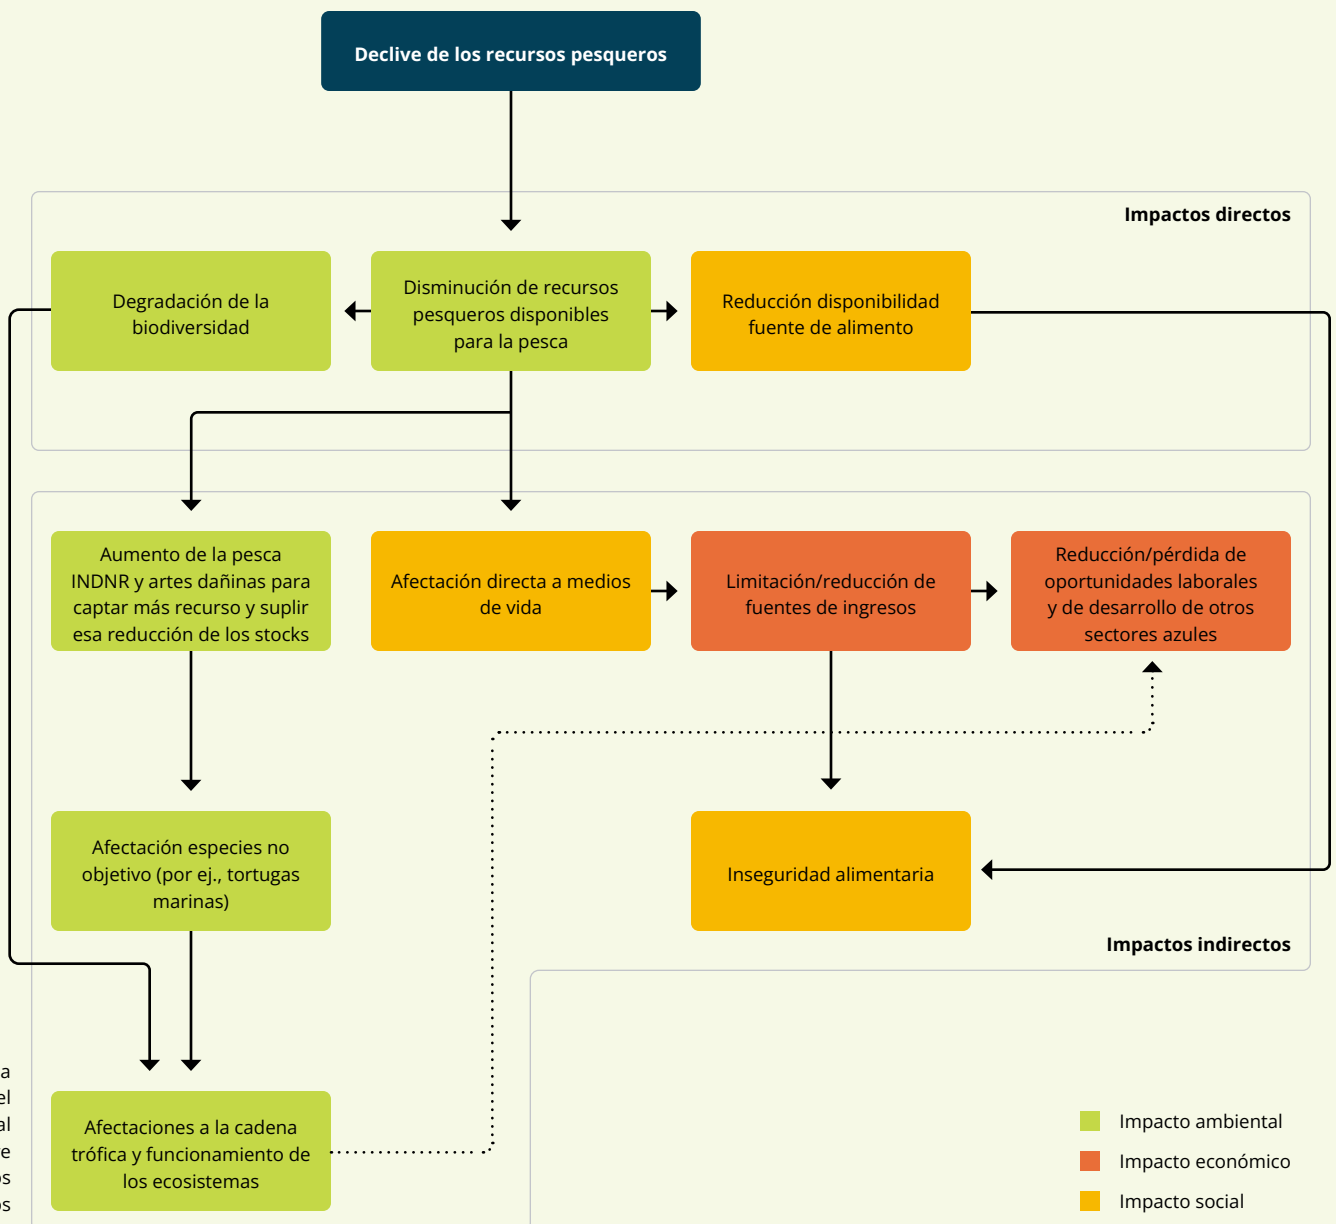 Declive de los recursos pesqueros
Impactos directos
Degradación de la
biodiversidad
Disminución de recursos
pesqueros disponibles
para la pesca
Reducción disponibilidad
fuente de alimento
Aumento de la pesca
INDNR y artes dañinas para
captar más recurso y suplir
esa reducción de los stocks
Afectación directa a medios
de vida
Limitación/reducción de
fuentes de ingresos
Reducción/pérdida de
oportunidades laborales
y de desarrollo de otros
sectores azules
Afectación especies no
objetivo (por ej., tortugas
marinas)
Inseguridad alimentaria
Impactos indirectos
Afectaciones a la cadena
trófica y funcionamiento de
los ecosistemas
Impacto ambiental
Impacto económico
Impacto social